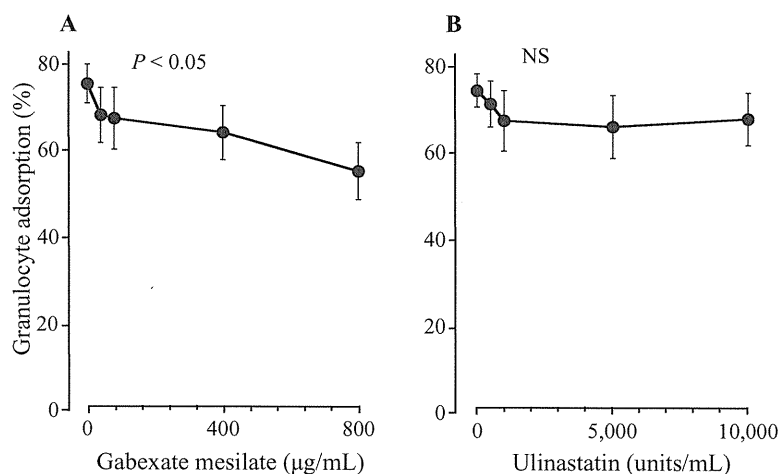 A
P < 0.05
Granulocyte adsorption (%)
80
60
40
20
0
0 400 800
Gabexate mesilate (μg/mL)
B
NS
80
60
40
20
0
0 5,000 10,000
Ulinastatin (units/mL)